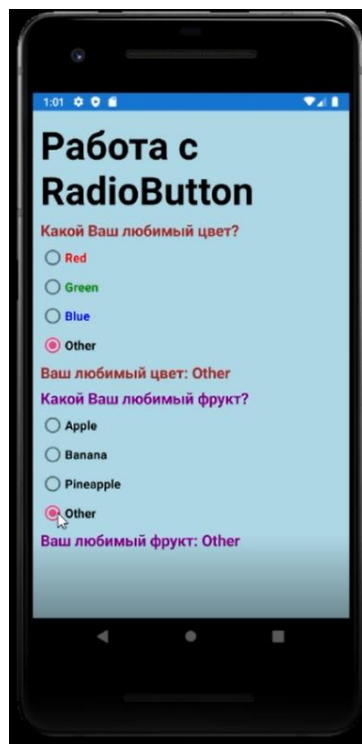 1:01
Работа с
RadioButton
Какой Ваш любимый цвет?
Red
Green
Blue
Other
Ваш любимый цвет: Other
Какой Ваш любимый фрукт?
Apple
Banana
Pineapple
Other
Ваш любимый фрукт: Other